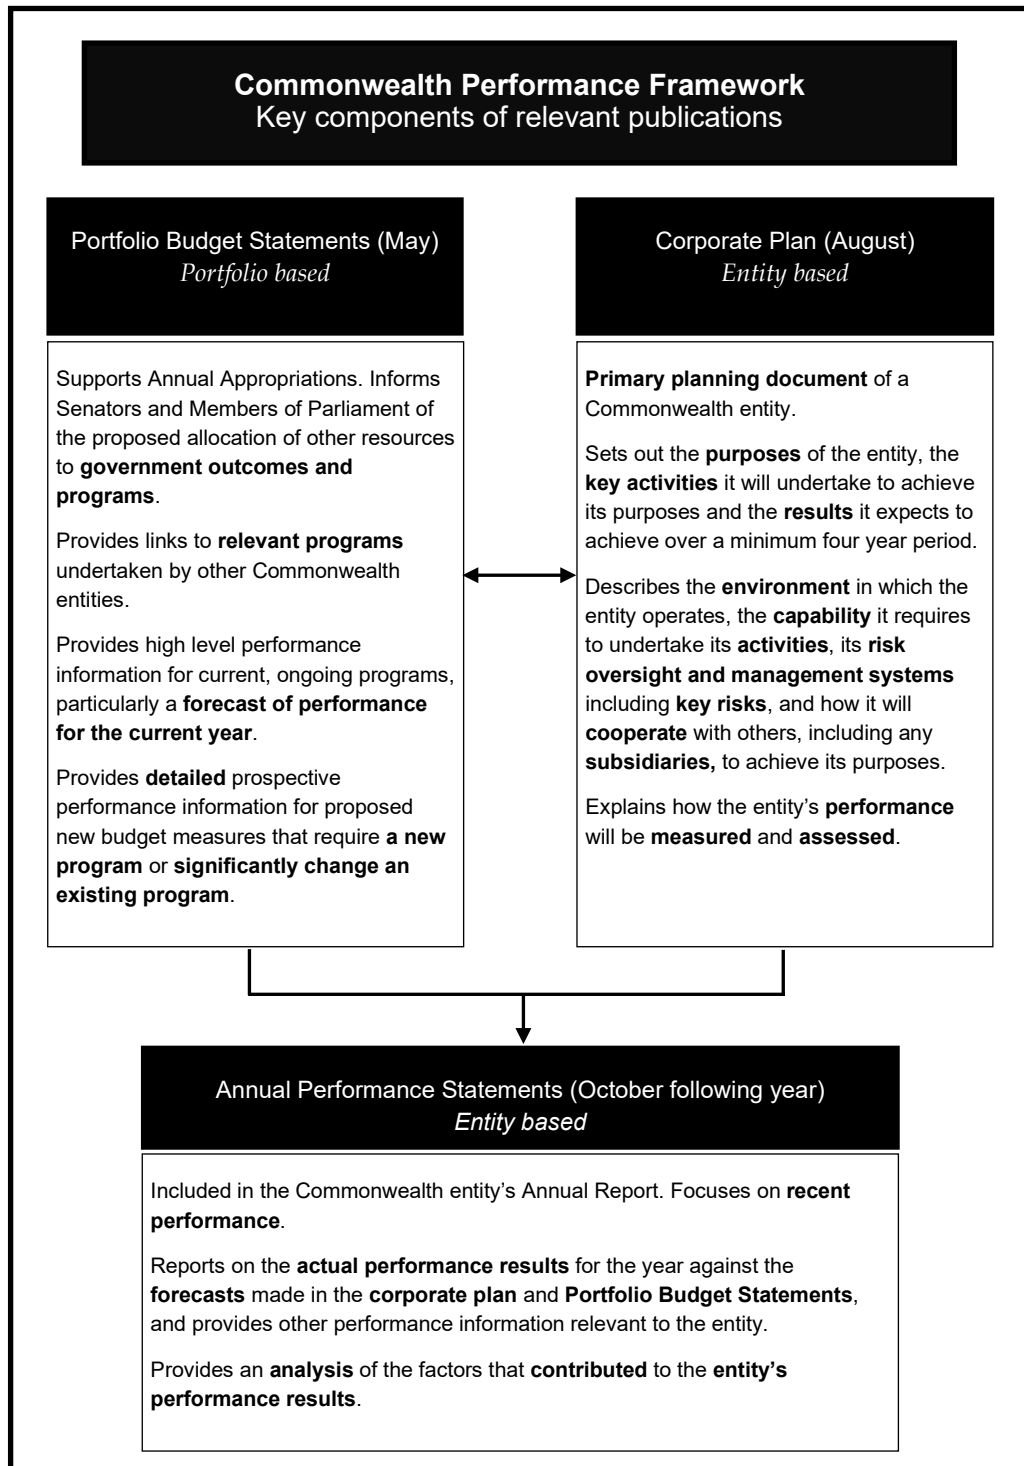 Commonwealth Performance Framework
Key components of relevant publications
Portfolio Budget Statements (May)
Portfolio based
Supports Annual Appropriations. Informs
Senators and Members of Parliament of
the proposed allocation of other resources
to government outcomes and
programs.
Provides links to relevant programs
undertaken by other Commonwealth
entities.
Provides high level performance
information for current, ongoing programs,
particularly a forecast of performance
for the current year.
Provides detailed prospective
performance information for proposed
new budget measures that require a new
program or significantly change an
existing program.
Corporate Plan (August)
Entity based
Primary planning document of a
Commonwealth entity.
Sets out the purposes of the entity, the
key activities it will undertake to achieve
its purposes and the results it expects to
achieve over a minimum four year period.
Describes the environment in which the
entity operates, the capability it requires
to undertake its activities, its risk
oversight and management systems
including key risks, and how it will
cooperate with others, including any
subsidiaries, to achieve its purposes.
Explains how the entity’s performance
will be measured and assessed.
Annual Performance Statements (October following year)
Entity based
Included in the Commonwealth entity’s Annual Report. Focuses on recent
performance.
Reports on the actual performance results for the year against the
forecasts made in the corporate plan and Portfolio Budget Statements,
and provides other performance information relevant to the entity.
Provides an analysis of the factors that contributed to the entity’s
performance results.